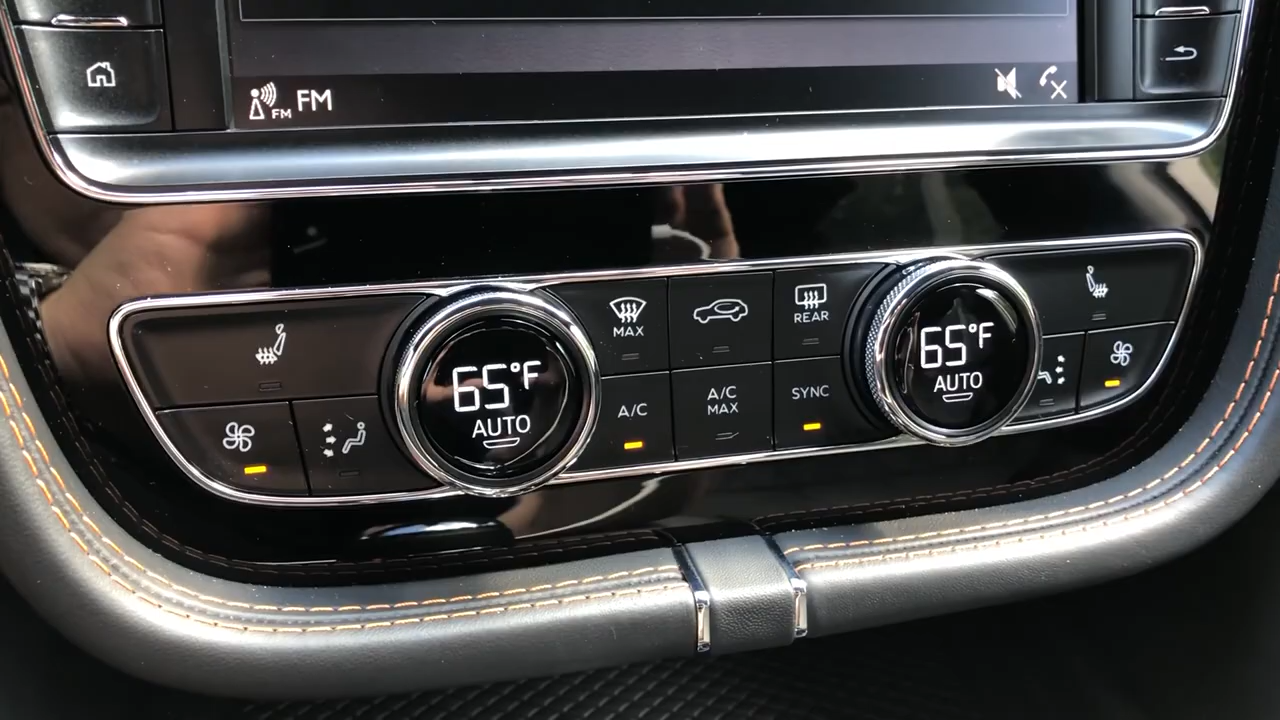 FM FM
MAX
REAR
65°F
AUTO
65°F
AUTO
A/C
A/C
MAX
SYNC